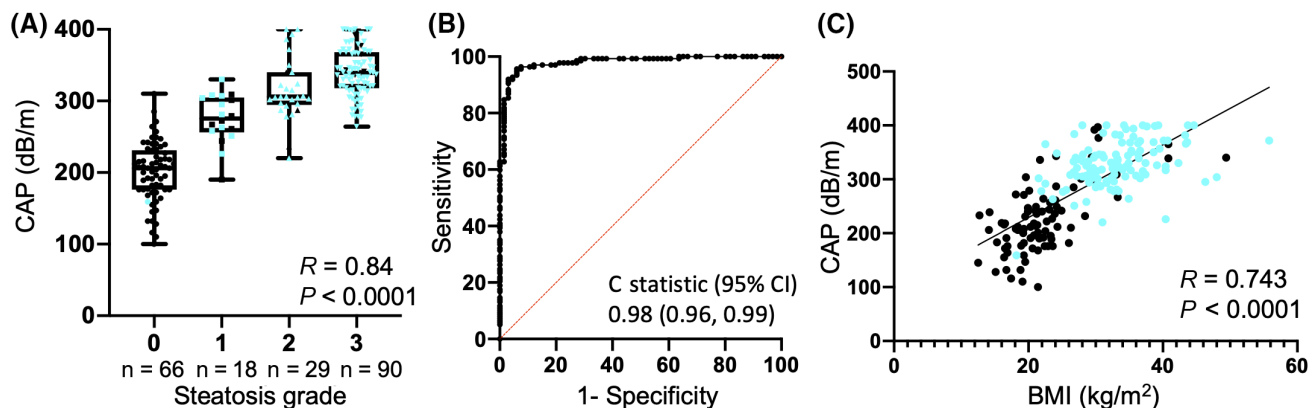 (A)
400
300
200
100
0
CAP (dB/m)
R = 0.84
P < 0.0001
0 1 2 3
n = 66 n = 18 n = 29 n = 90
Steatosis grade
(B)
100
80
60
40
20
0
Sensitivity
C statistic (95% CI)
0.98 (0.96, 0.99)
0 20 40 60 80 100
1- Specificity
(C)
500
400
300
200
100
0
CAP (dB/m)
R = 0.743
P < 0.0001
0 20 40 60
BMI (kg/m²)